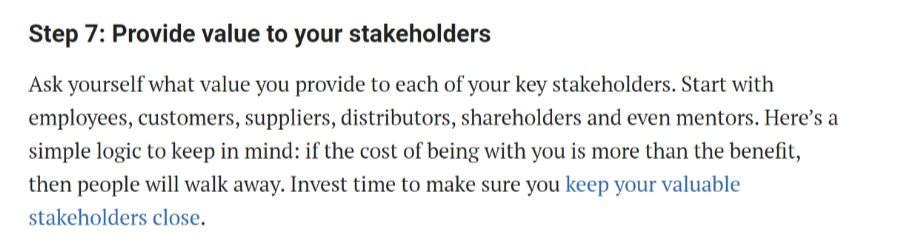 Step 7: Provide value to your stakeholders
Ask yourself what value you provide to each of your key stakeholders. Start with
employees, customers, suppliers, distributors, shareholders and even mentors. Here’s a
simple logic to keep in mind: if the cost of being with you is more than the benefit,
then people will walk away. Invest time to make sure you keep your valuable
stakeholders close.